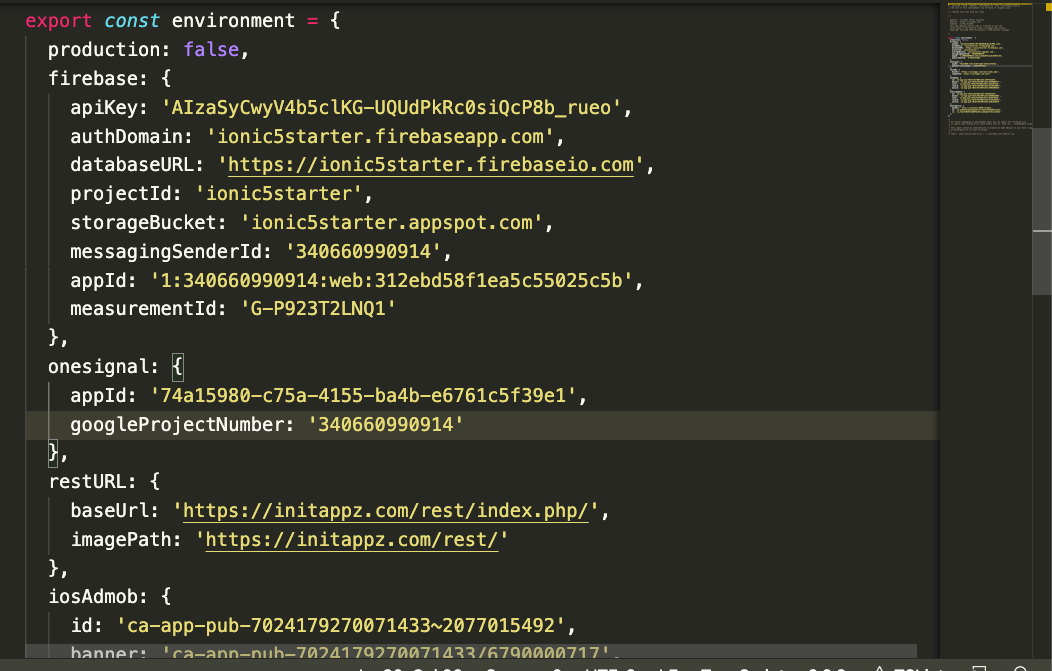 export const environment = {
production: false,
firebase: {
apiKey: 'AIzaSyCwyV4b5clKG-UQUdPkRc0siQcP8b_rueo',
authDomain: 'ionic5starter.firebaseapp.com',
databaseURL: 'https://ionic5starter.firebaseio.com',
projectId: 'ionic5starter',
storageBucket: 'ionic5starter.appspot.com',
messagingSenderId: '340660990914',
appId: '1:340660990914:web:312ebd58f1ea5c55025c5b',
measurementId: 'G-P923T2LNQ1'
},
onesignal: {
appId: '74a15980-c75a-4155-ba4b-e6761c5f39e1',
googleProjectNumber: '340660990914'
},
restURL: {
baseUrl: 'https://initappz.com/rest/index.php/',
imagePath: 'https://initappz.com/rest/'
},
iosAdmob: {
id: 'ca-app-pub-7024179270071433~2077015492',
banner: 'ca-app-pub-7024179270071433/6790000717',